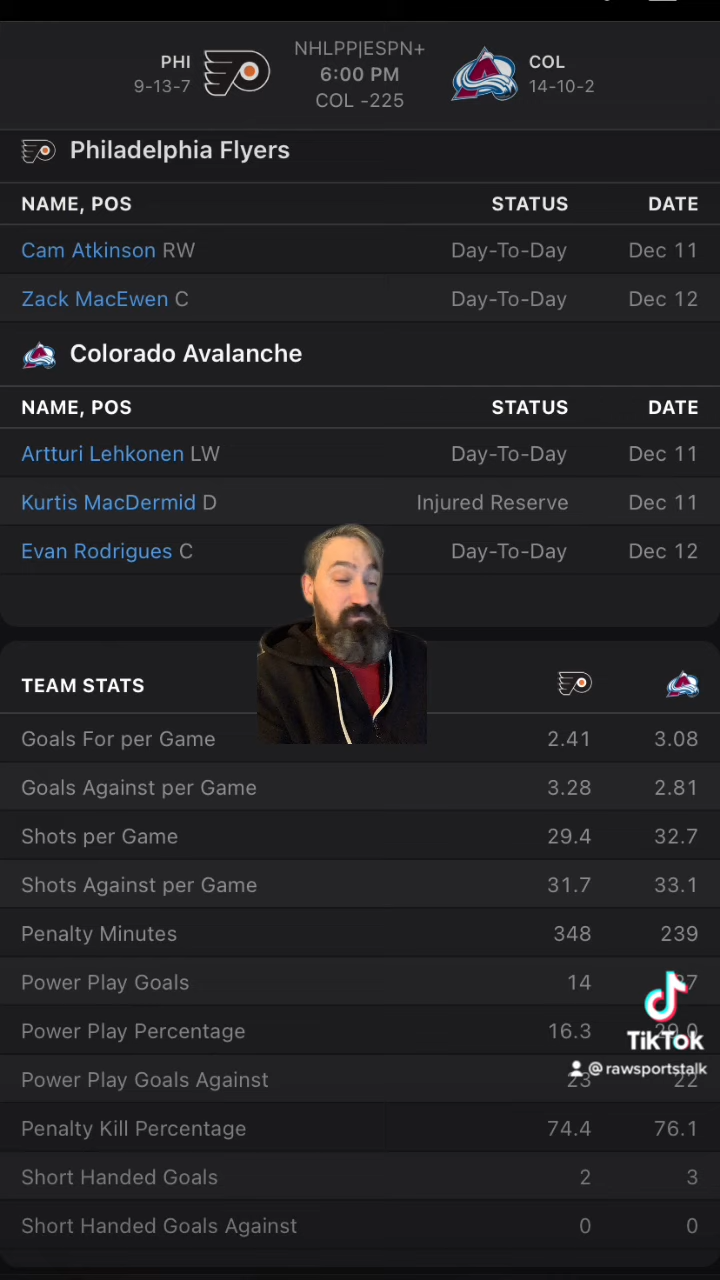 PHI
9-13-7
NHLPP|ESPN+
6:00 PM
COL -225
COL
14-10-2
Philadelphia Flyers
NAME, POS STATUS DATE
Cam Atkinson RW Day-To-Day Dec 11
Zack MacEwen C Day-To-Day Dec 12
Colorado Avalanche
NAME, POS STATUS DATE
Artturi Lehkonen LW Day-To-Day Dec 11
Kurtis MacDermid D Injured Reserve Dec 11
Evan Rodrigues C Day-To-Day Dec 12
TEAM STATS
Goals For per Game 2.41 3.08
Goals Against per Game 3.28 2.81
Shots per Game 29.4 32.7
Shots Against per Game 31.7 33.1
Penalty Minutes 348 239
Power Play Goals 14
Power Play Percentage 16.3
Power Play Goals Against 23 22
Penalty Kill Percentage 74.4 76.1
Short Handed Goals 2 3
Short Handed Goals Against 0 0
TikTok
@rawsportstalk